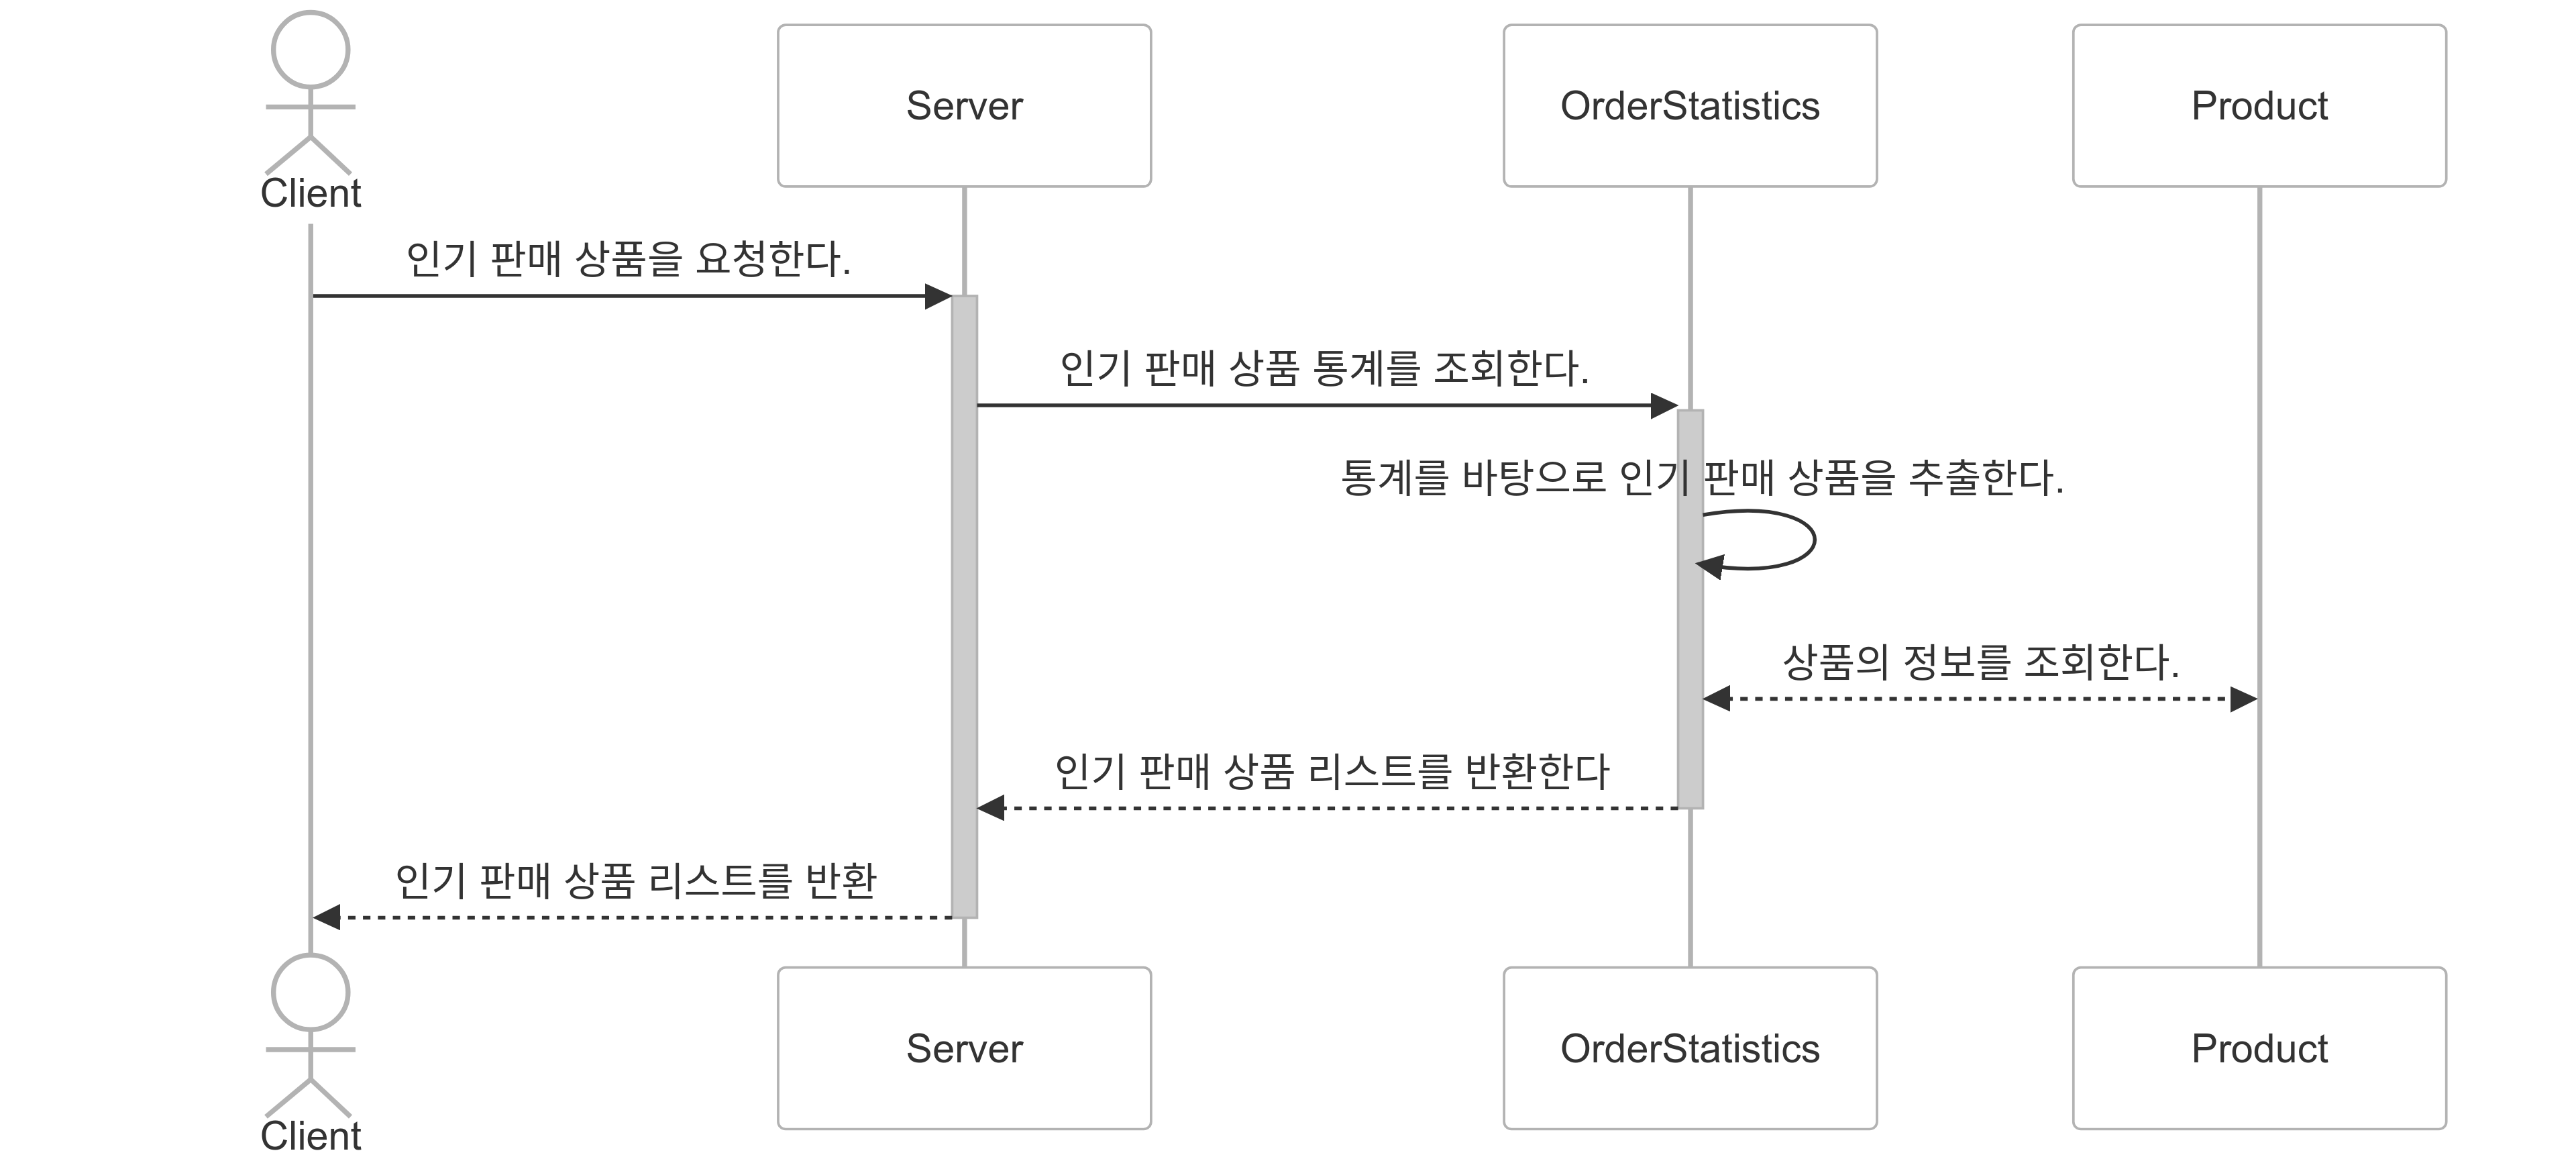 Client
Server
OrderStatistics
Product
인기 판매 상품을 요청한다.
인기 판매 상품 통계를 조회한다.
통계를 바탕으로 인기 판매 상품을 추출한다.
상품의 정보를 조회한다.
인기 판매 상품 리스트를 반환한다
인기 판매 상품 리스트를 반환
Client
Server
OrderStatistics
Product